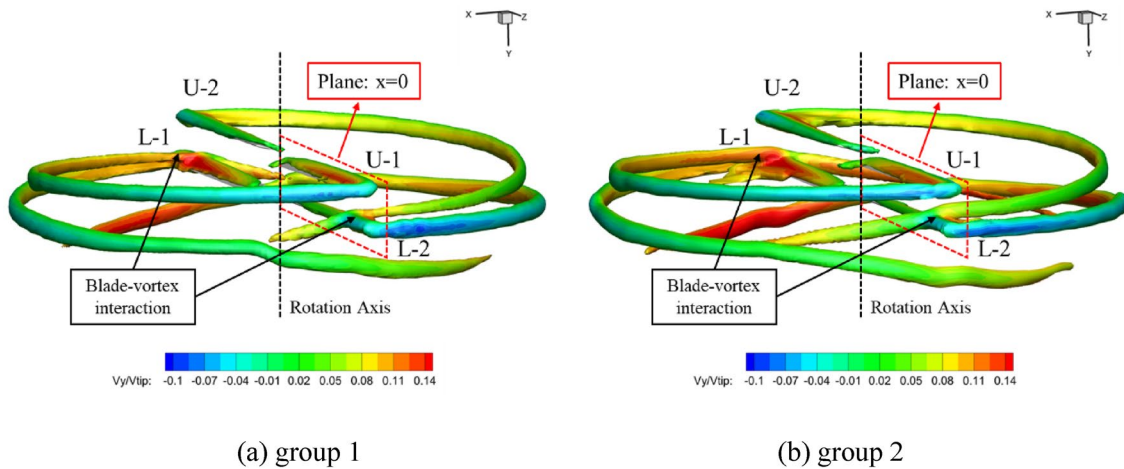 X
Z
Y
U-2
Plane: x=0
L-1
U-1
L-2
Blade-vortex
interaction
Rotation Axis
Vy/Vtip: -0.1 -0.07 -0.04 -0.01 0.02 0.05 0.08 0.11 0.14
(a) group 1
X
Z
Y
U-2
Plane: x=0
L-1
U-1
L-2
Blade-vortex
interaction
Rotation Axis
Vy/Vtip: -0.1 -0.07 -0.04 -0.01 0.02 0.05 0.08 0.11 0.14
(b) group 2